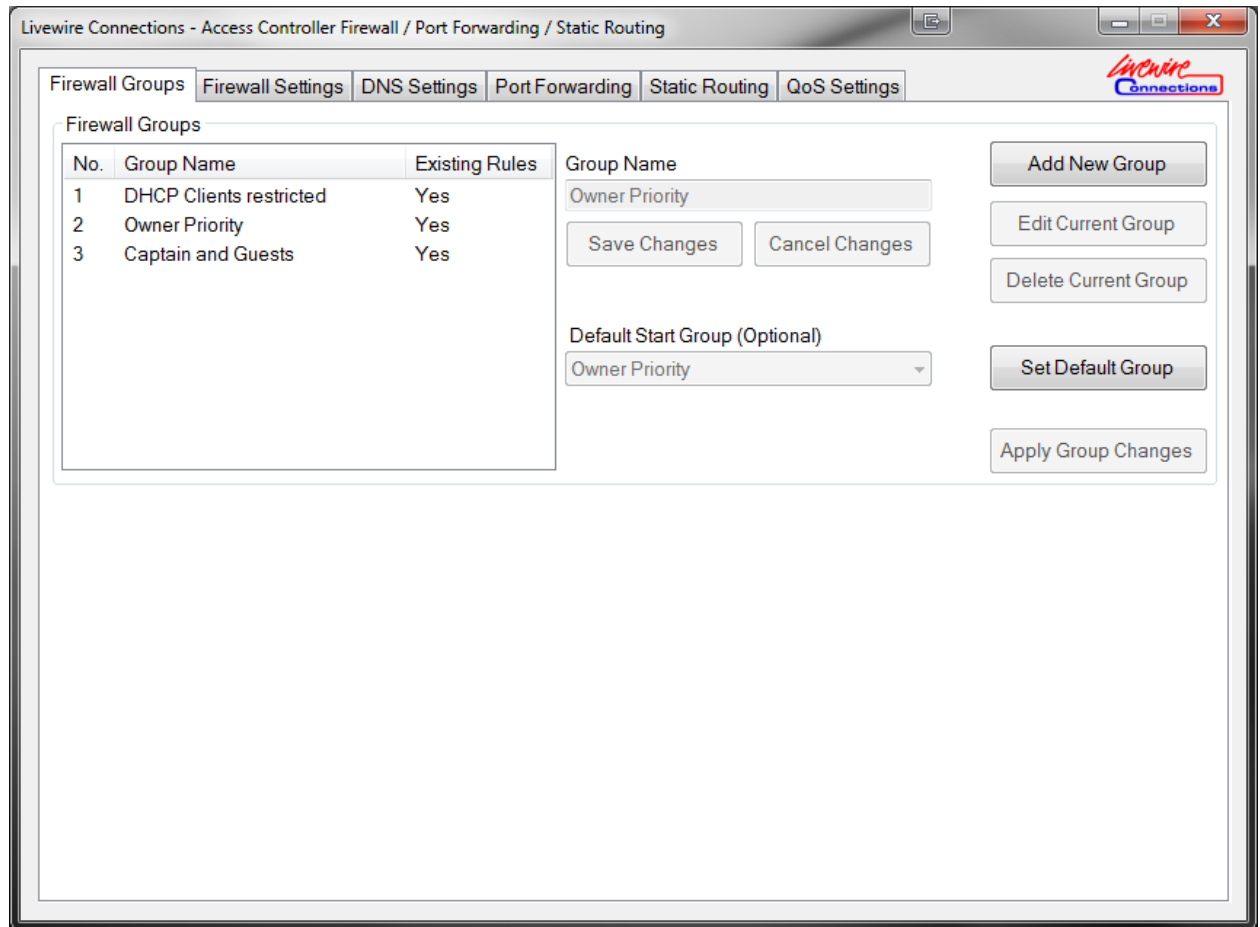 Livewire Connections - Access Controller Firewall / Port Forwarding / Static Routing
Livewire
Connections
Firewall Groups Firewall Settings DNS Settings Port Forwarding Static Routing QoS Settings
Firewall Groups
No. Group Name Existing Rules
1 DHCP Clients restricted Yes
2 Owner Priority Yes
3 Captain and Guests Yes
Group Name
Owner Priority
Save Changes Cancel Changes
Default Start Group (Optional)
Owner Priority
Add New Group
Edit Current Group
Delete Current Group
Set Default Group
Apply Group Changes